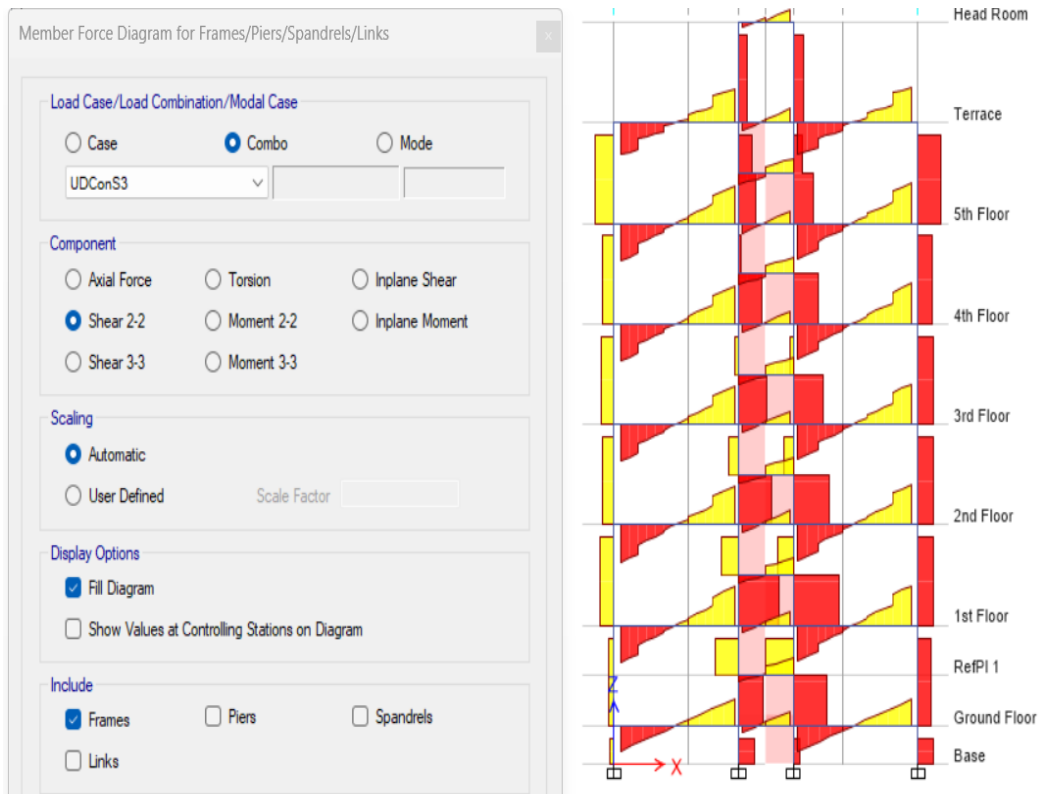 Member Force Diagram for Frames/Piers/Spandrels/Links
x
Load Case/Load Combination/Modal Case
Case
Combo
Mode
UDConS3
Component
Axial Force
Torsion
Inplane Shear
Shear 2-2
Moment 2-2
Inplane Moment
Shear 3-3
Moment 3-3
Scaling
Automatic
User Defined
Scale Factor
Display Options
Fill Diagram
Show Values at Controlling Stations on Diagram
Include
Frames
Piers
Spandrels
Links
Head Room
Terrace
5th Floor
4th Floor
3rd Floor
2nd Floor
1st Floor
RefPl 1
Ground Floor
Base
Z
X